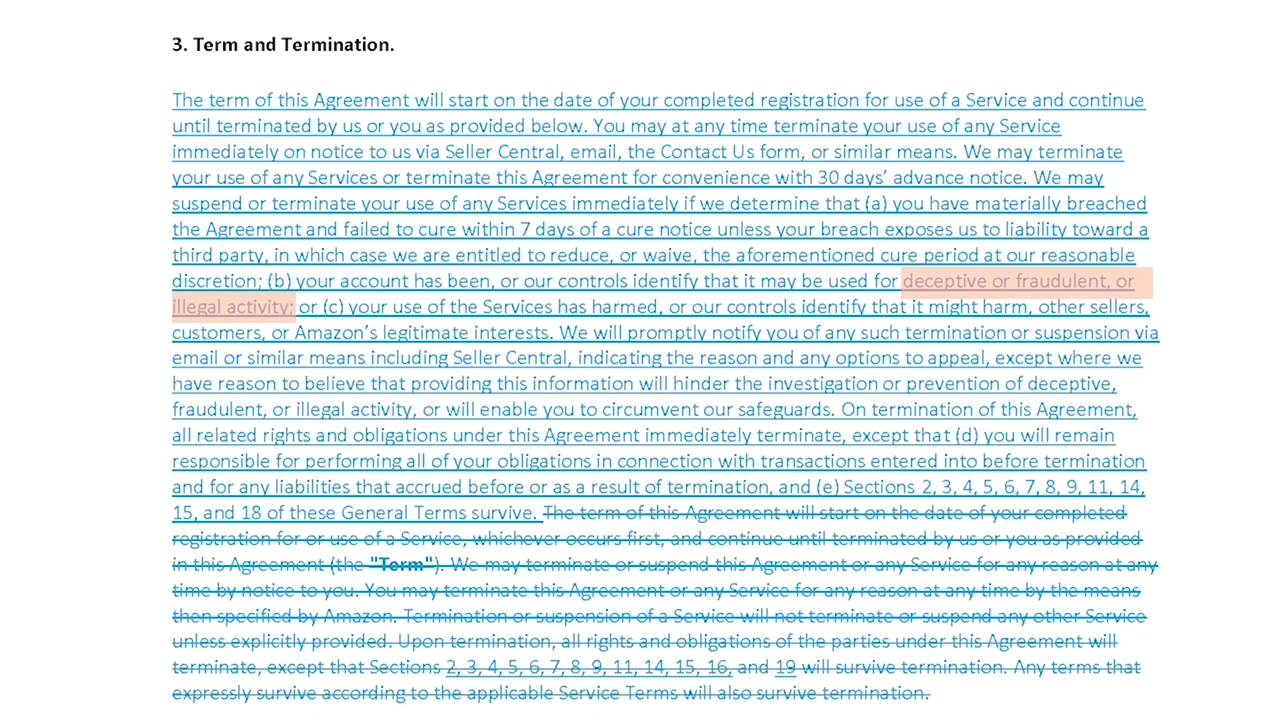 3. Term and Termination.
The term of this Agreement will start on the date of your completed registration for use of a Service and continue
until terminated by us or you as provided below. You may at any time terminate your use of any Service
immediately on notice to us via Seller Central, email, the Contact Us form, or similar means. We may terminate
your use of any Services or terminate this Agreement for convenience with 30 days’ advance notice. We may
suspend or terminate your use of any Services immediately if we determine that (a) you have materially breached
the Agreement and failed to cure within 7 days of a cure notice unless your breach exposes us to liability toward a
third party, in which case we are entitled to reduce, or waive, the aforementioned cure period at our reasonable
discretion; (b) your account has been, or our controls identify that it may be used for deceptive or fraudulent, or
illegal activity; or (c) your use of the Services has harmed, or our controls identify that it might harm, other sellers,
customers, or Amazon’s legitimate interests. We will promptly notify you of any such termination or suspension via
email or similar means including Seller Central, indicating the reason and any options to appeal, except where we
have reason to believe that providing this information will hinder the investigation or prevention of deceptive,
fraudulent, or illegal activity, or will enable you to circumvent our safeguards. On termination of this Agreement,
all related rights and obligations under this Agreement immediately terminate, except that (d) you will remain
responsible for performing all of your obligations in connection with transactions entered into before termination
and for any liabilities that accrued before or as a result of termination, and (e) Sections 2, 3, 4, 5, 6, 7, 8, 9, 11, 14,
15, and 18 of these General Terms survive. The term of this Agreement will start on the date of your completed
registration for or use of a Service, whichever occurs first, and continue until terminated by us or you as provided
in this Agreement (the "Term"). We may terminate or suspend this Agreement or any Service for any reason at any
time by notice to you. You may terminate this Agreement or any Service for any reason at any time by the means
then specified by Amazon. Termination or suspension of a Service will not terminate or suspend any other Service
unless explicitly provided. Upon termination, all rights and obligations of the parties under this Agreement will
terminate, except that Sections 2, 3, 4, 5, 6, 7, 8, 9, 11, 14, 15, 16, and 19 will survive termination. Any terms that
expressly survive according to the applicable Service Terms will also survive termination.